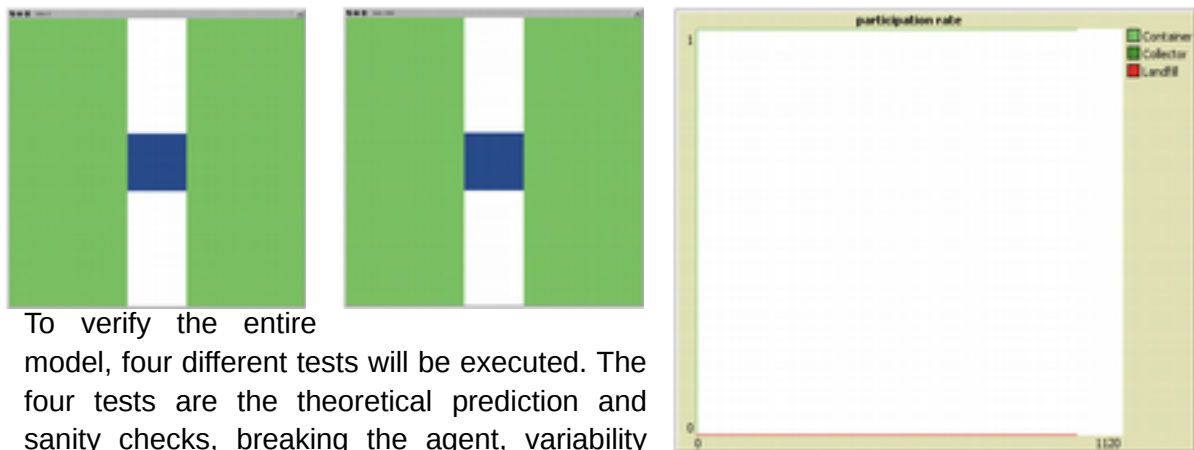 participation rate
1
Container
Collector
Landfill
0
0
1120
To verify the entire
model, four different tests will be executed. The
four tests are the theoretical prediction and
sanity checks, breaking the agent, variability